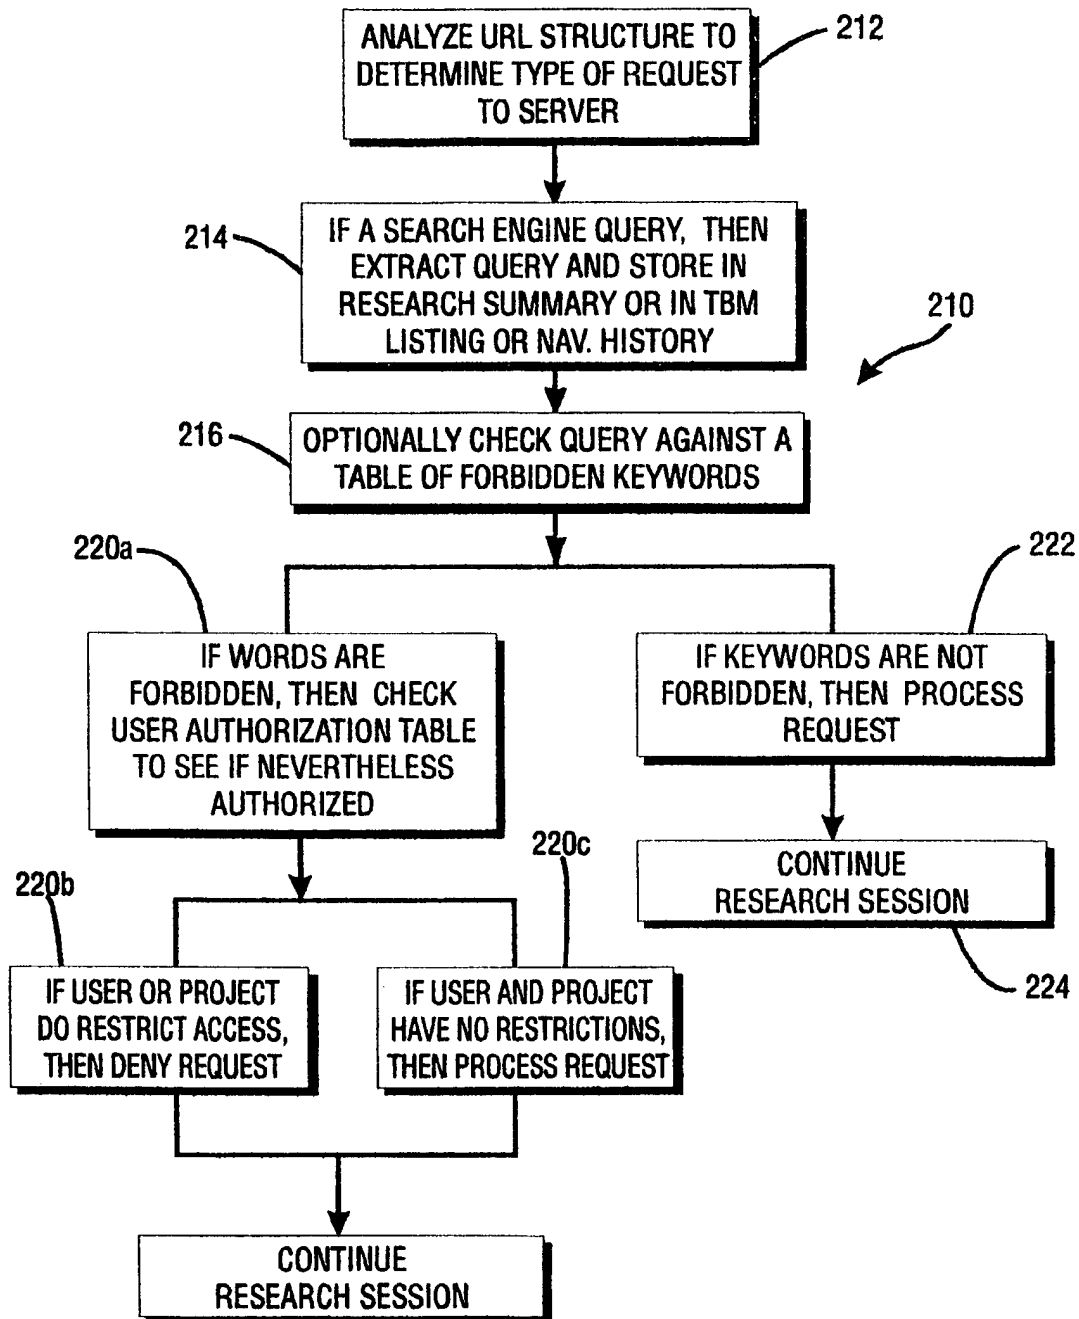 ANALYZE URL STRUCTURE TO
DETERMINE TYPE OF REQUEST
TO SERVER
212
214
IF A SEARCH ENGINE QUERY, THEN
EXTRACT QUERY AND STORE IN
RESEARCH SUMMARY OR IN TBM
LISTING OR NAV. HISTORY
210
216
OPTIONALLY CHECK QUERY AGAINST A
TABLE OF FORBIDDEN KEYWORDS
220a
IF WORDS ARE
FORBIDDEN, THEN CHECK
USER AUTHORIZATION TABLE
TO SEE IF NEVERTHELESS
AUTHORIZED
222
IF KEYWORDS ARE NOT
FORBIDDEN, THEN PROCESS
REQUEST
CONTINUE
RESEARCH SESSION
224
220b
IF USER OR PROJECT
DO RESTRICT ACCESS,
THEN DENY REQUEST
220c
IF USER AND PROJECT
HAVE NO RESTRICTIONS,
THEN PROCESS REQUEST
CONTINUE
RESEARCH SESSION